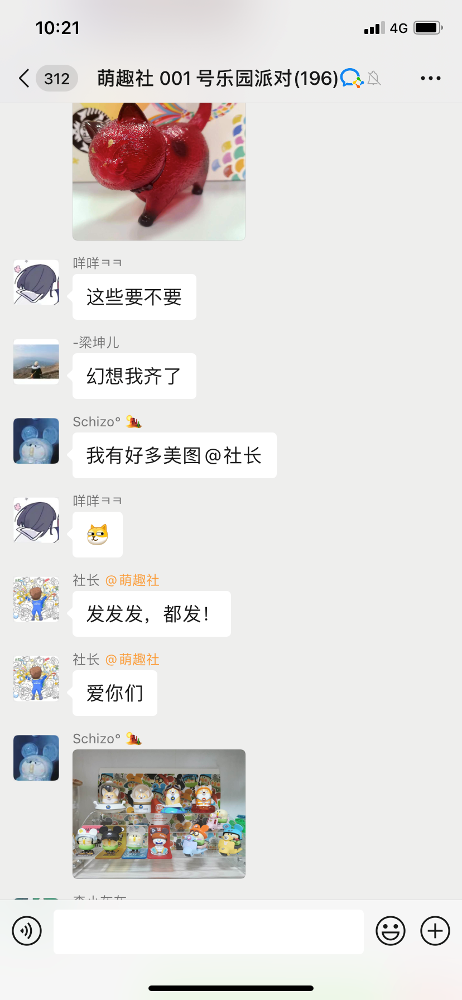 10:21
4G
312
萌趣社 001 号乐园派对(196)
咩咩ㅋㅋ
这些要不要
-梁坤儿
幻想我齐了
Schizo°
我有好多美图@社长
咩咩ㅋㅋ
社长 @萌趣社
发发发，都发！
社长 @萌趣社
爱你们
Schizo°